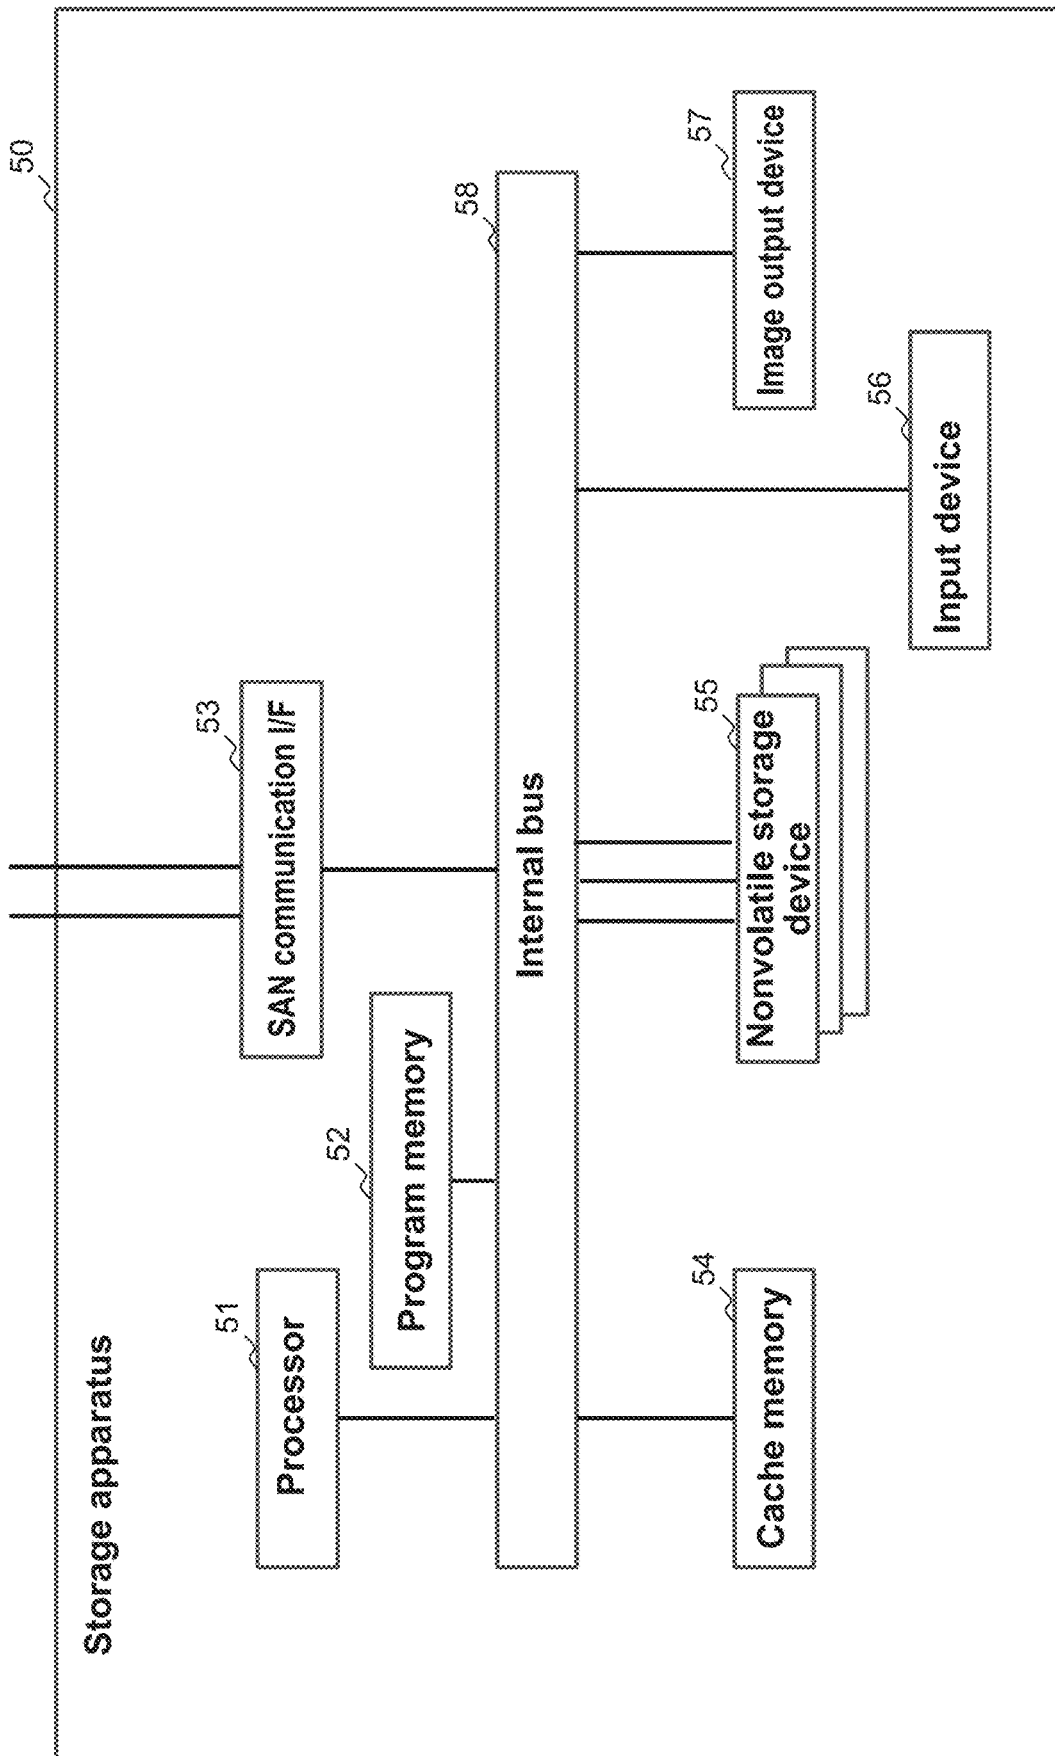 50
Storage apparatus
51
Processor
52
Program memory
53
SAN communication I/F
58
Internal bus
54
Cache memory
55
Nonvolatile storage
device
56
Input device
57
Image output device